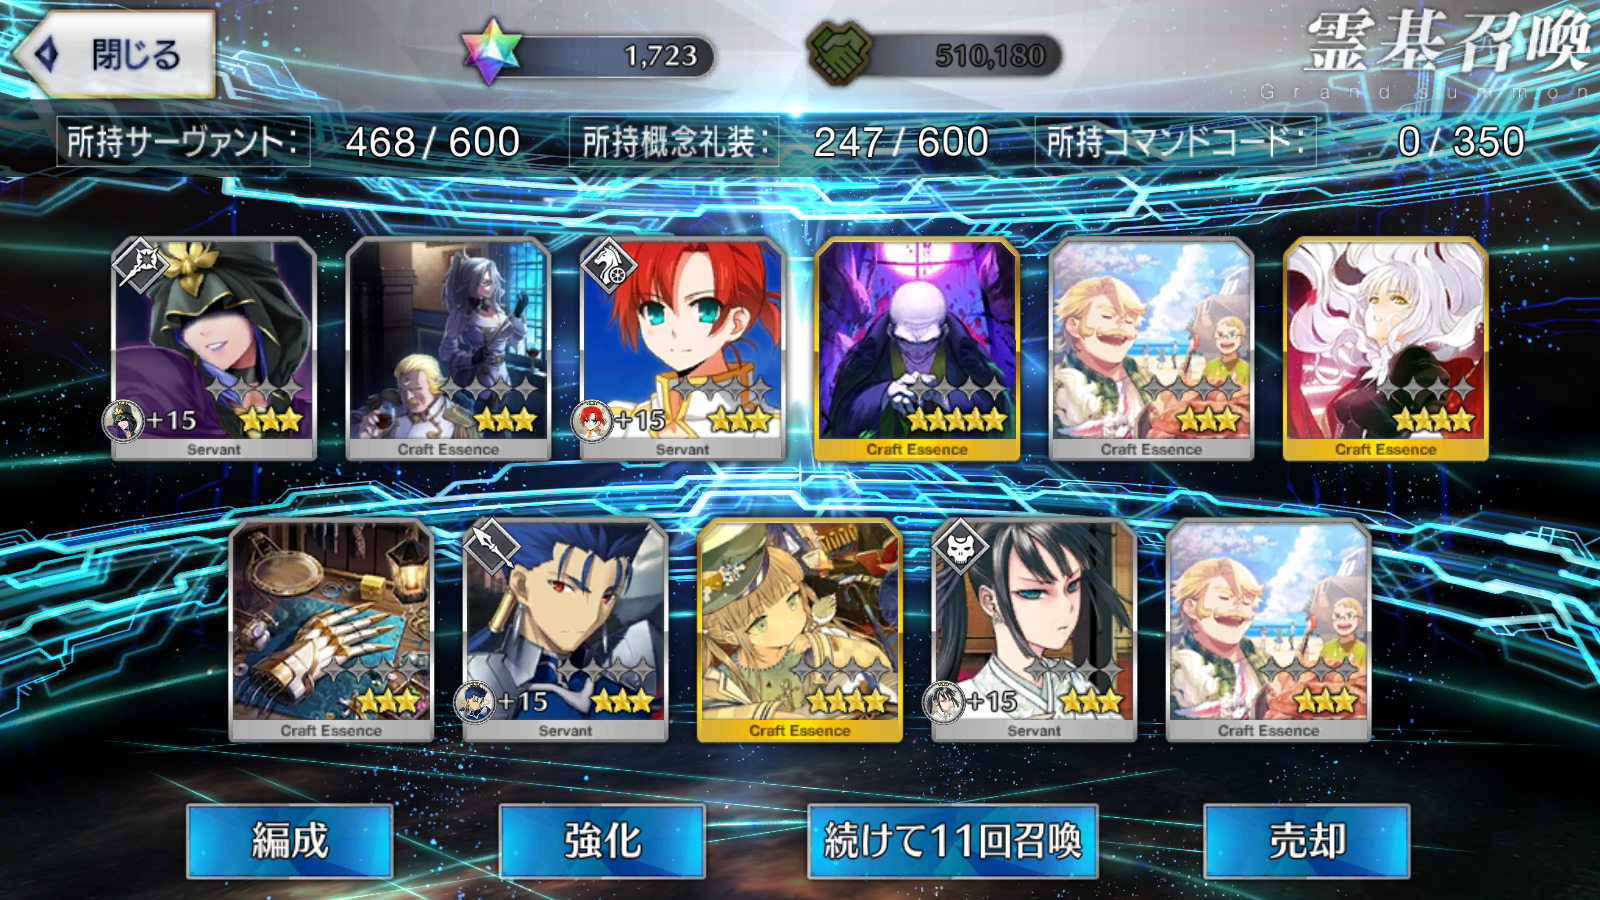 閉じる
1,723
510,180
霊基召喚
Grand summon
所持サーヴァント: 468 / 600
所持概念礼装: 247 / 600
所持コマンドコード: 0 / 350
+15
Servant
Craft Essence
+15
Servant
Craft Essence
Craft Essence
Craft Essence
Craft Essence
+15
Servant
Craft Essence
+15
Servant
Craft Essence
編成
強化
続けて11回召喚
売却